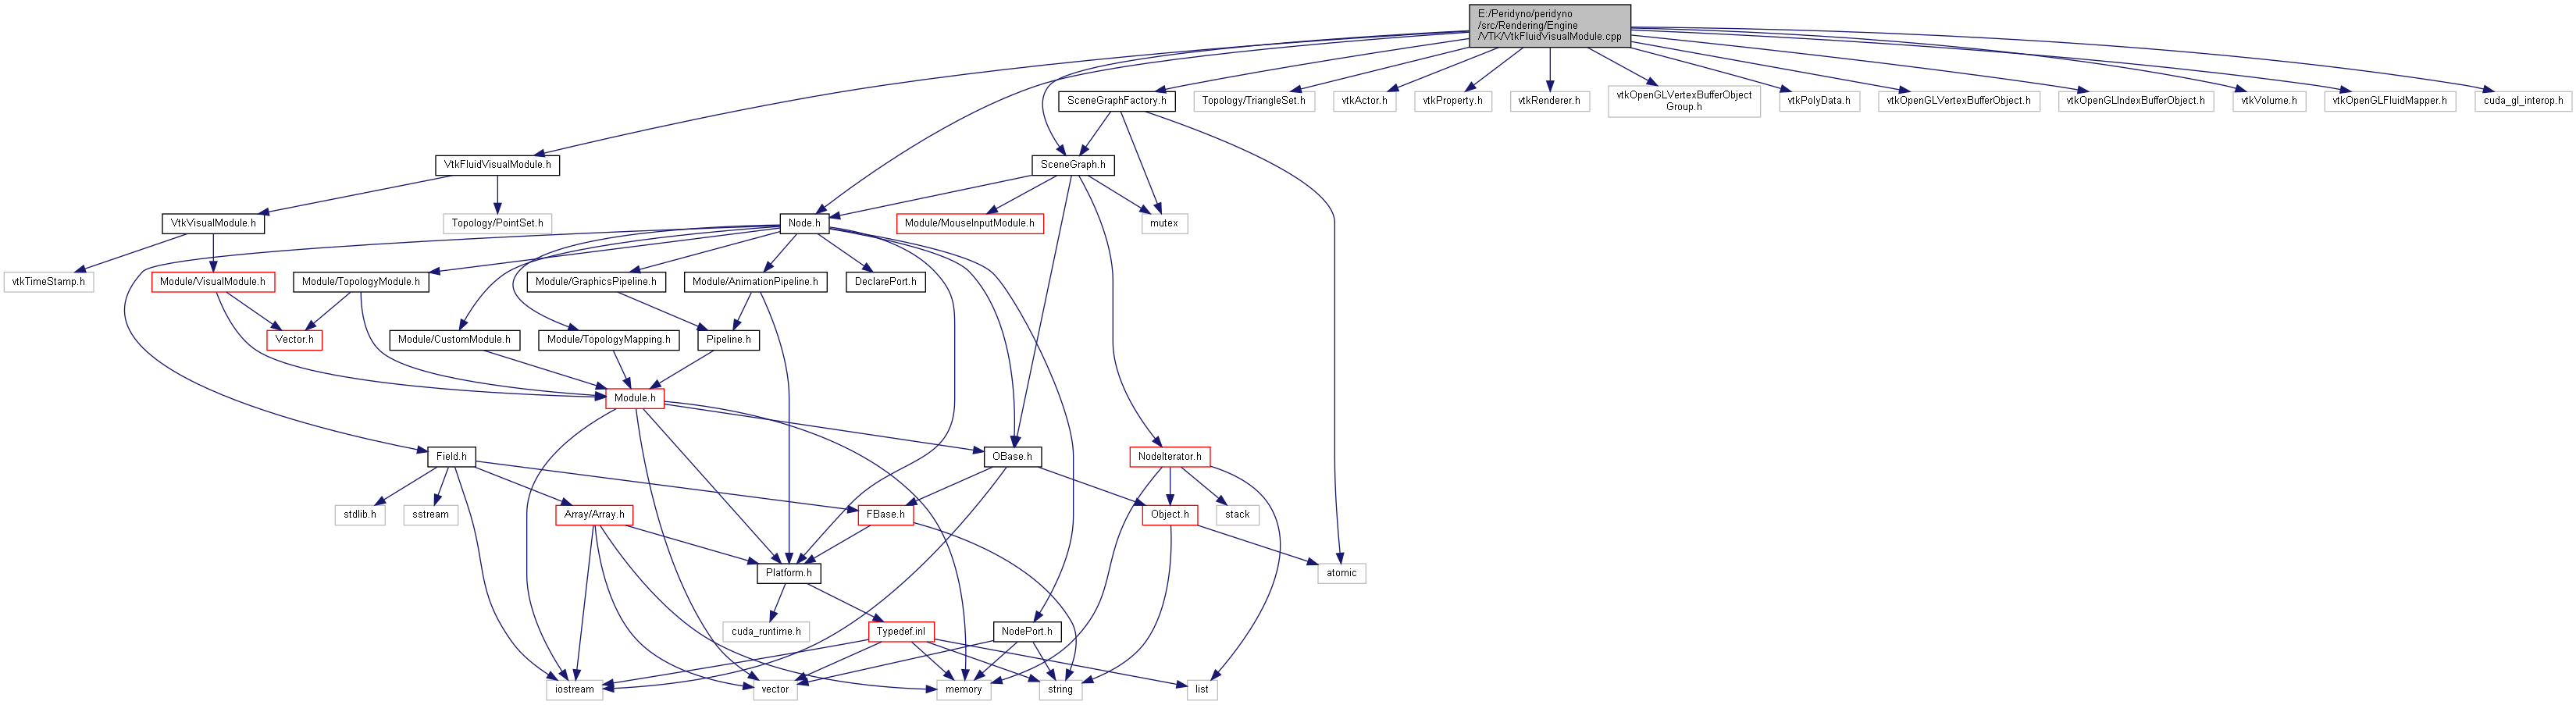 E:/Peridyno/peridyno
/src/Rendering/Engine
/VTK/VtkFluidVisualModule.cpp
SceneGraphFactory.h
Topology/TriangleSet.h
vtkActor.h
vtkProperty.h
vtkRenderer.h
vtkOpenGLVertexBufferObject
Group.h
vtkPolyData.h
vtkOpenGLVertexBufferObject.h
vtkOpenGLIndexBufferObject.h
vtkVolume.h
vtkOpenGLFluidMapper.h
cuda_gl_interop.h
VtkFluidVisualModule.h
SceneGraph.h
VtkVisualModule.h
Topology/PointSet.h
Node.h
Module/MouseInputModule.h
mutex
vtkTimeStamp.h
Module/VisualModule.h
Module/TopologyModule.h
Module/GraphicsPipeline.h
Module/AnimationPipeline.h
DeclarePort.h
Vector.h
Module/CustomModule.h
Module/TopologyMapping.h
Pipeline.h
Module.h
Field.h
OBase.h
NodeIterator.h
stdlib.h
sstream
Array/Array.h
FBase.h
Object.h
stack
Platform.h
atomic
cuda_runtime.h
Typedef.inl
NodePort.h
iostream
vector
memory
string
list